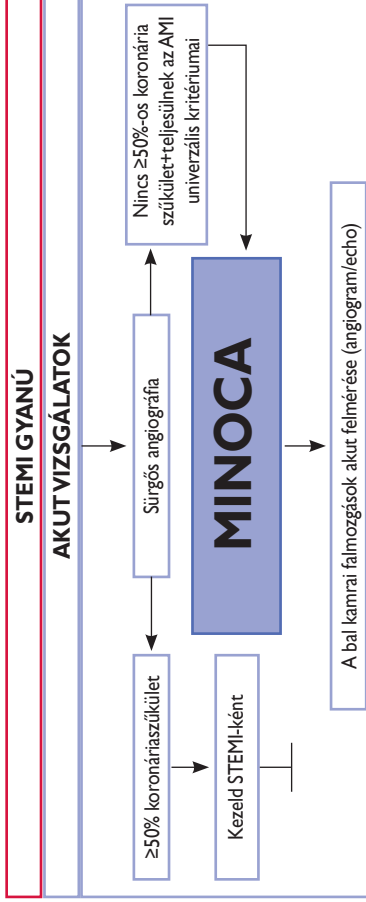 STEMI GYANÚ
AKUT VIZSGÁLATOK
Sürgős angiográfia
≥50% koronáriaszűkület
Kezeld STEMI-ként
Nincs ≥50%-os koronária
szűkület+teljesülnek az AMI
univerzális kritériumai
MINOCA
A bal kamrai falmozgások akut felmérése (angiogram/echo)